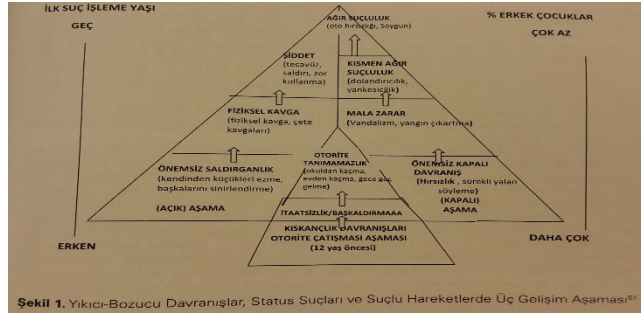 İLK SUÇ İŞLEME YAŞI
GEÇ
% ERKEK ÇOCUKLAR
ÇOK AZ
AĞIR SUÇLULUK
(oto hırsızlığı, Soygun)
ŞİDDET
(tecavüz,
saldırı, zor
kullanma)
KISMEN AĞIR
SUÇLULUK
(dolandırıcılık,
yankesicilik)
FİZİKSEL KAVGA
(fiziksel kavga, çete
kavgaları)
MALA ZARAR
(Vandalizm, yangın çıkartma)
ÖNEMSİZ SALDIRGANLIK
(kendinden küçükleri ezme,
başkalarını sinirlendirme)
(AÇIK) AŞAMA
OTORİTE
TANIMAMAZUK
(okuldan kaçma,
evden kaçma, gece geç
gelme)
ÖNEMSİZ KAPALI
DAVRANIŞ
(Hırsızlık , sürekli yalan
söyleme)
(KAPALI)
AŞAMA
İTAATSİZLİK/BAŞKALDIRMAAA
KISKANÇLIK DAVRANIŞLARI
OTORİTE ÇATIŞMASI AŞAMASI
(12 yaş öncesi)
ERKEN
DAHA ÇOK
Şekil 1. Yıkıcı-Bozucu Davranışlar, Status Suçları ve Suçlu Hareketlerde Üç Gelişim Aşaması⁵¹